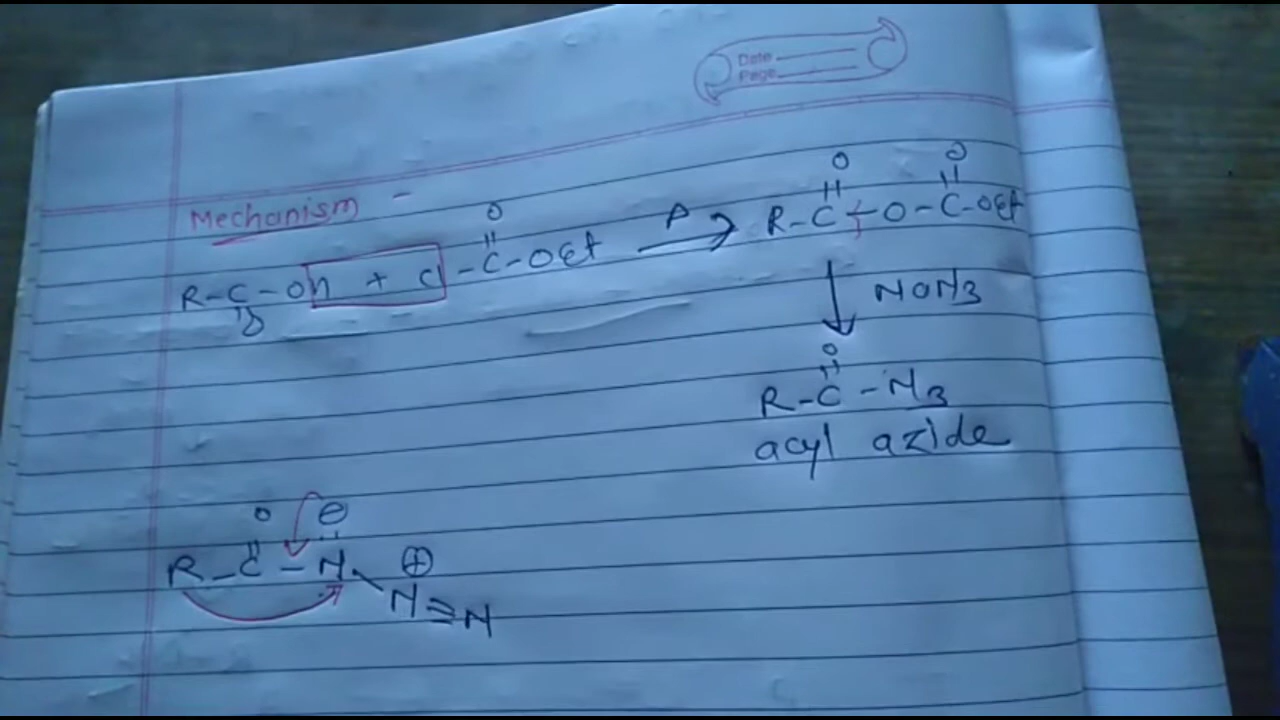 Date
Page
Mechanism -
R-C-OH + Cl-C-OEt → R-C-O-C-OEt
O
O
O
O
NaN3
O
R-C-N3
acyl azide
O ⊖
R-C-N
⊕
N≡N